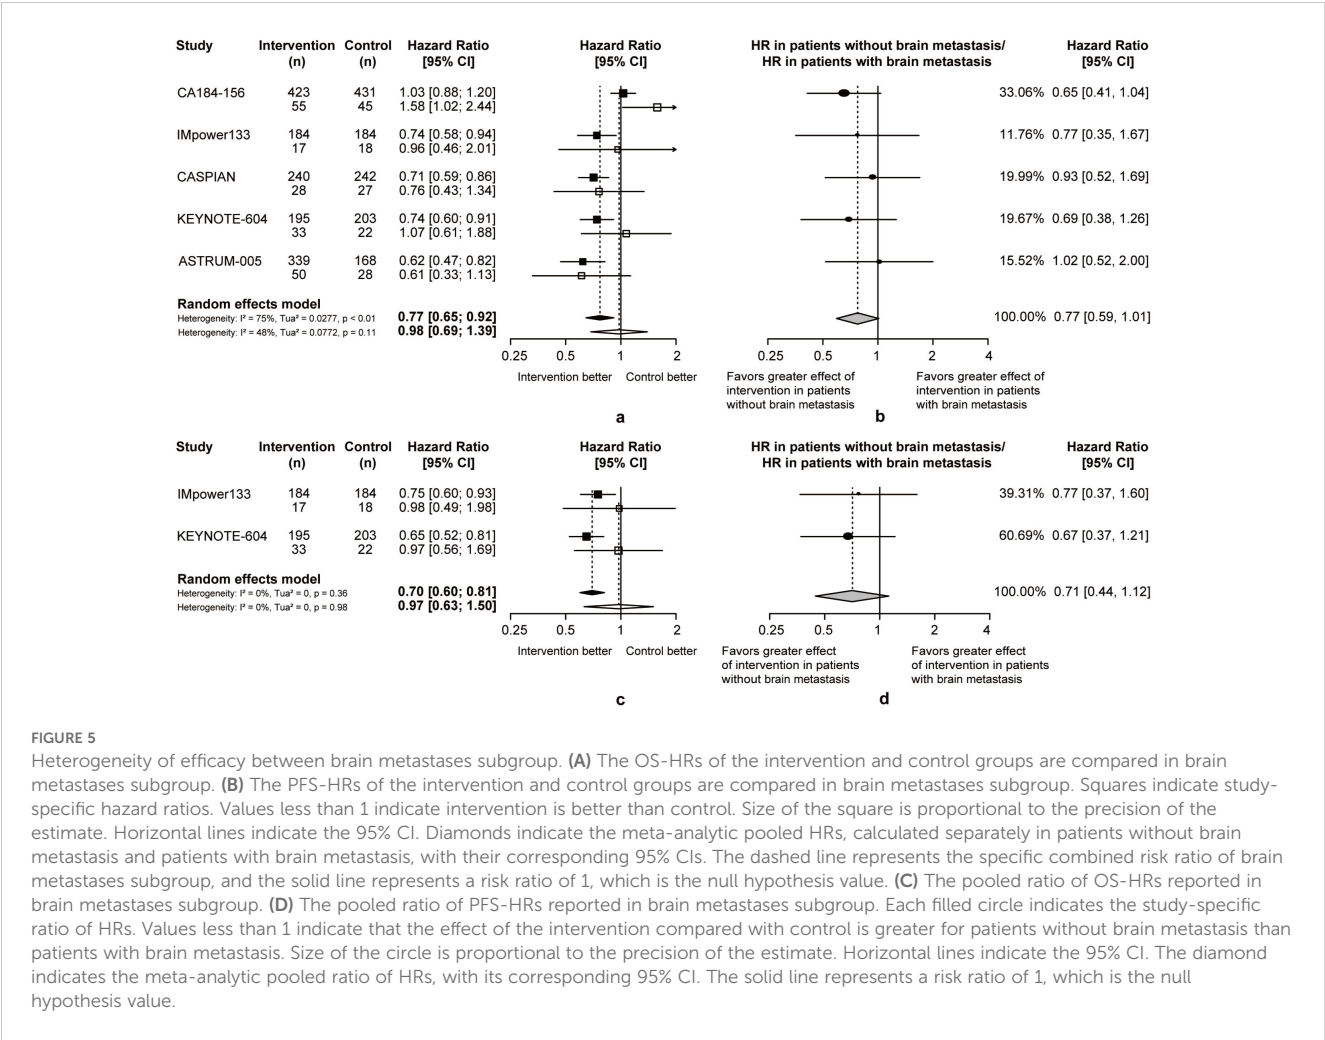 Study Intervention Control Hazard Ratio Hazard Ratio HR in patients without brain metastasis/ Hazard Ratio
(n) (n) [95% CI] [95% CI] HR in patients with brain metastasis [95% CI]
CA184-156 423 431 1.03 [0.88; 1.20] 33.06% 0.65 [0.41, 1.04]
55 45 1.58 [1.02; 2.44]
IMpower133 184 184 0.74 [0.58; 0.94] 11.76% 0.77 [0.35, 1.67]
17 18 0.96 [0.46; 2.01]
CASPIAN 240 242 0.71 [0.59; 0.86] 19.99% 0.93 [0.52, 1.69]
28 27 0.76 [0.43; 1.34]
KEYNOTE-604 195 203 0.74 [0.60; 0.91] 19.67% 0.69 [0.38, 1.26]
33 22 1.07 [0.61; 1.88]
ASTRUM-005 339 168 0.62 [0.47; 0.82] 15.52% 1.02 [0.52, 2.00]
50 28 0.61 [0.33; 1.13]
Random effects model
Heterogeneity: I² = 75%, Tua² = 0.0277, p < 0.01 0.77 [0.65; 0.92] 100.00% 0.77 [0.59, 1.01]
Heterogeneity: I² = 48%, Tua² = 0.0772, p = 0.11 0.98 [0.69; 1.39]
0.25 0.5 1 2 0.25 0.5 1 2 4
Intervention better Control better Favors greater effect of Favors greater effect of
intervention in patients intervention in patients
without brain metastasis with brain metastasis
a b
Study Intervention Control Hazard Ratio Hazard Ratio HR in patients without brain metastasis/ Hazard Ratio
(n) (n) [95% CI] [95% CI] HR in patients with brain metastasis [95% CI]
IMpower133 184 184 0.75 [0.60; 0.93] 39.31% 0.77 [0.37, 1.60]
17 18 0.98 [0.49; 1.98]
KEYNOTE-604 195 203 0.65 [0.52; 0.81] 60.69% 0.67 [0.37, 1.21]
33 22 0.97 [0.56; 1.69]
Random effects model
Heterogeneity: I² = 0%, Tua² = 0, p = 0.36 0.70 [0.60; 0.81] 100.00% 0.71 [0.44, 1.12]
Heterogeneity: I² = 0%, Tua² = 0, p = 0.98 0.97 [0.63; 1.50]
0.25 0.5 1 2 0.25 0.5 1 2 4
Intervention better Control better Favors greater effect Favors greater effect
of intervention in patients of intervention in patients
without brain metastasis with brain metastasis
c d
FIGURE 5
Heterogeneity of efficacy between brain metastases subgroup. (A) The OS-HRs of the intervention and control groups are compared in brain
metastases subgroup. (B) The PFS-HRs of the intervention and control groups are compared in brain metastases subgroup. Squares indicate study-
specific hazard ratios. Values less than 1 indicate intervention is better than control. Size of the square is proportional to the precision of the
estimate. Horizontal lines indicate the 95% CI. Diamonds indicate the meta-analytic pooled HRs, calculated separately in patients without brain
metastasis and patients with brain metastasis, with their corresponding 95% CIs. The dashed line represents the specific combined risk ratio of brain
metastases subgroup, and the solid line represents a risk ratio of 1, which is the null hypothesis value. (C) The pooled ratio of OS-HRs reported in
brain metastases subgroup. (D) The pooled ratio of PFS-HRs reported in brain metastases subgroup. Each filled circle indicates the study-specific
ratio of HRs. Values less than 1 indicate that the effect of the intervention compared with control is greater for patients without brain metastasis than
patients with brain metastasis. Size of the circle is proportional to the precision of the estimate. Horizontal lines indicate the 95% CI. The diamond
indicates the meta-analytic pooled ratio of HRs, with its corresponding 95% CI. The solid line represents a risk ratio of 1, which is the null
hypothesis value.